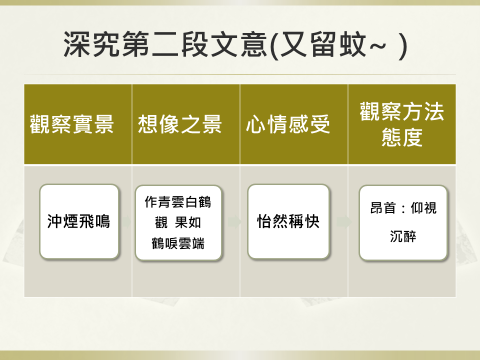 深究第二段文意(又留蚊~ )
觀察實景
想像之景
心情感受
觀察方法
態度
沖煙飛鳴
作青雲白鶴
觀 果如
鶴唳雲端
怡然稱快
昂首：仰視
沉醉